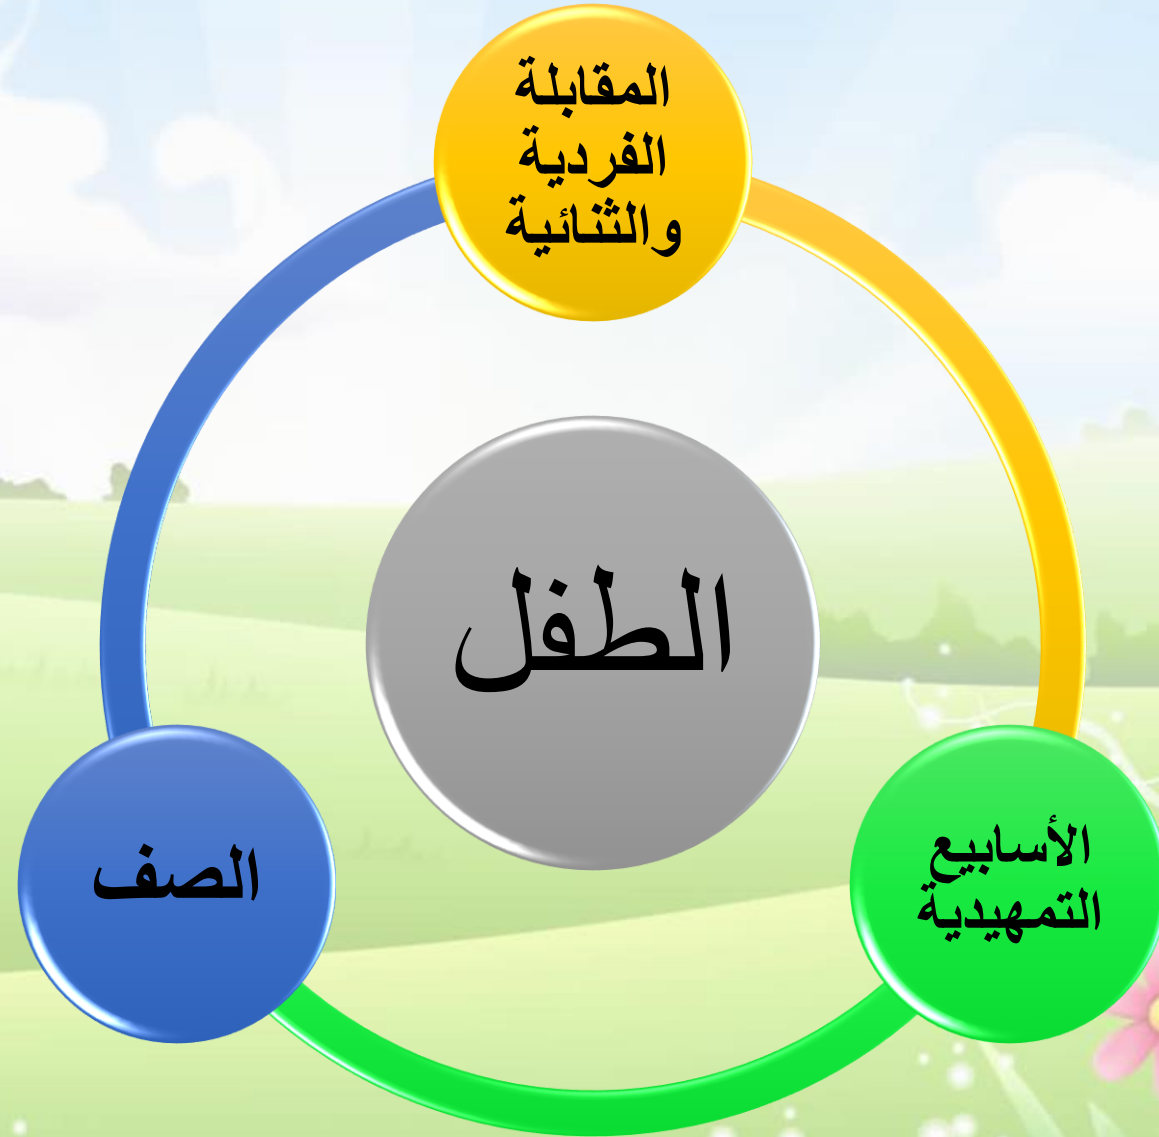 المقابلة
الفردية
والثنائية
الطفل
الأسابيع
التمهيدية
الصف